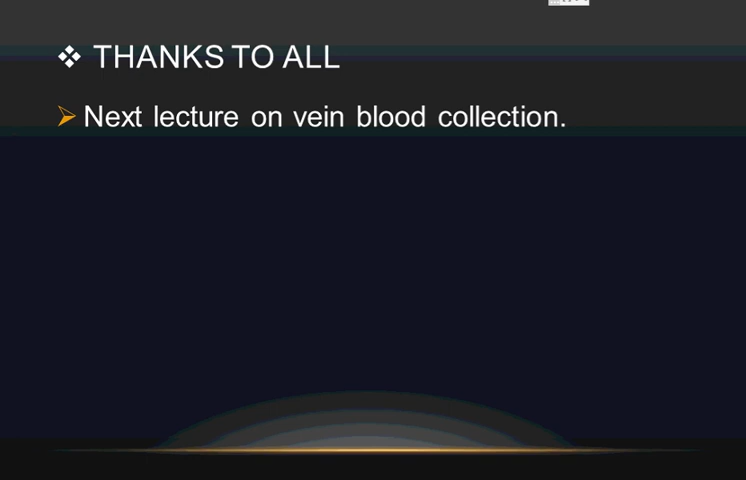 ❖ THANKS TO ALL
➢ Next lecture on vein blood collection.